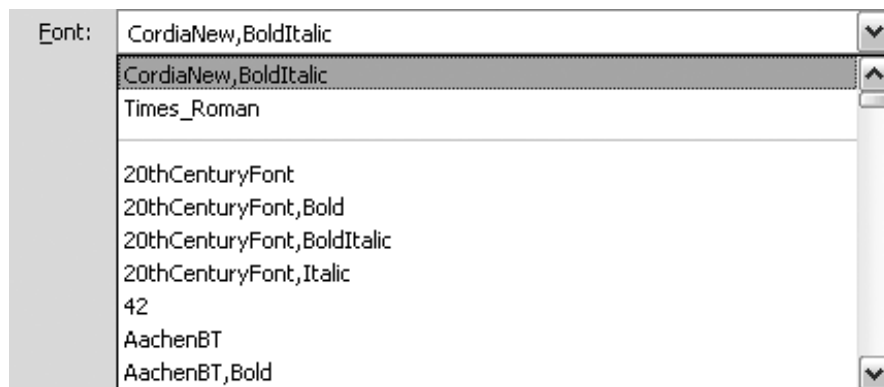 Font: CordiaNew,BoldItalic
CordiaNew,BoldItalic
Times_Roman
20thCenturyFont
20thCenturyFont,Bold
20thCenturyFont,BoldItalic
20thCenturyFont,Italic
42
AachenBT
AachenBT,Bold